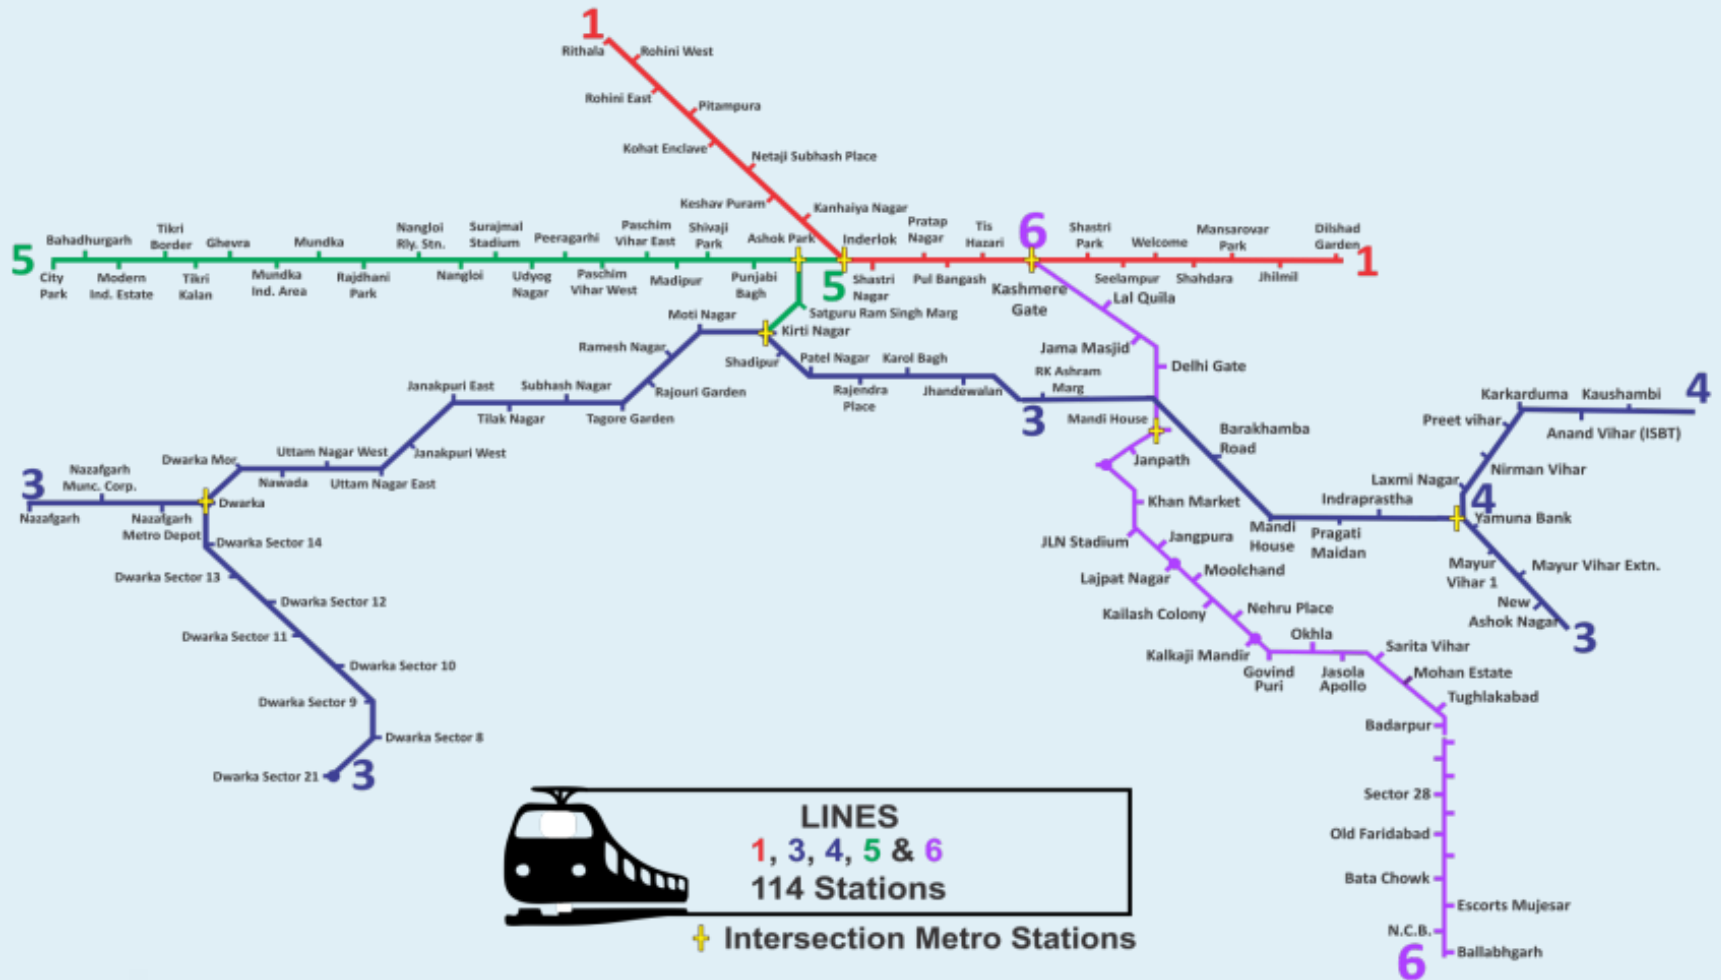 1
Rithala
Rohini West
Rohini East
Pitampura
Kohat Enclave
Netaji Subhash Place
Keshav Puram
Kanhaiya Nagar
5
Bahadhurgarh
Tikri
Border
Ghevra
Mundka
Nangloi
Rly. Stn.
Surajmal
Stadium
Peeragarhi
Paschim
Vihar East
Shivaji
Park
Ashok Park
Inderlok
Pratap
Nagar
Tis
Hazari
6
Shastri
Park
Welcome
Mansarovar
Park
Dilshad
Garden
1
City
Park
Modern
Ind. Estate
Tikri
Kalan
Mundka
Ind. Area
Rajdhani
Park
Nangloi
Udyog
Nagar
Paschim
Vihar West
Madipur
Punjabi
Bagh
5
Shastri
Nagar
Pul Bangash
Kashmere
Gate
Seelampur
Shahdara
Jhilmil
Satguru Ram Singh Marg
Lal Quila
Moti Nagar
Kirti Nagar
Ramesh Nagar
Shadipur
Patel Nagar
Karol Bagh
Jama Masjid
Delhi Gate
Rajouri Garden
Rajendra
Place
Jhandewalan
RK Ashram
Marg
3
Janakpuri East
Subhash Nagar
Tilak Nagar
Tagore Garden
Mandi House
Barakhamba
Road
Karkarduma
Kaushambi
4
Preet vihar
Anand Vihar (ISBT)
Dwarka Mor
Uttam Nagar West
Janakpuri West
Janpath
Nirman Vihar
Nawada
Uttam Nagar East
Laxmi Nagar
3
Nazafgarh
Munc. Corp.
Dwarka
Khan Market
Indraprastha
4
Nazafgarh
Nazafgarh
Metro Depot
Mandi
House
Pragati
Maidan
Yamuna Bank
Dwarka Sector 14
JLN Stadium
Jangpura
Dwarka Sector 13
Lajpat Nagar
Moolchand
Mayur
Vihar 1
Mayur Vihar Extn.
Dwarka Sector 12
Kailash Colony
Nehru Place
New
Ashok Nagar
3
Dwarka Sector 11
Dwarka Sector 10
Kalkaji Mandir
Okhla
Sarita Vihar
Govind
Puri
Jasola
Apollo
Mohan Estate
Dwarka Sector 9
Tughlakabad
Badarpur
Dwarka Sector 8
Dwarka Sector 21
3
Sector 28
Old Faridabad
Bata Chowk
Escorts Mujesar
N.C.B.
Ballabhgarh
6
LINES
1, 3, 4, 5 & 6
114 Stations
Intersection Metro Stations